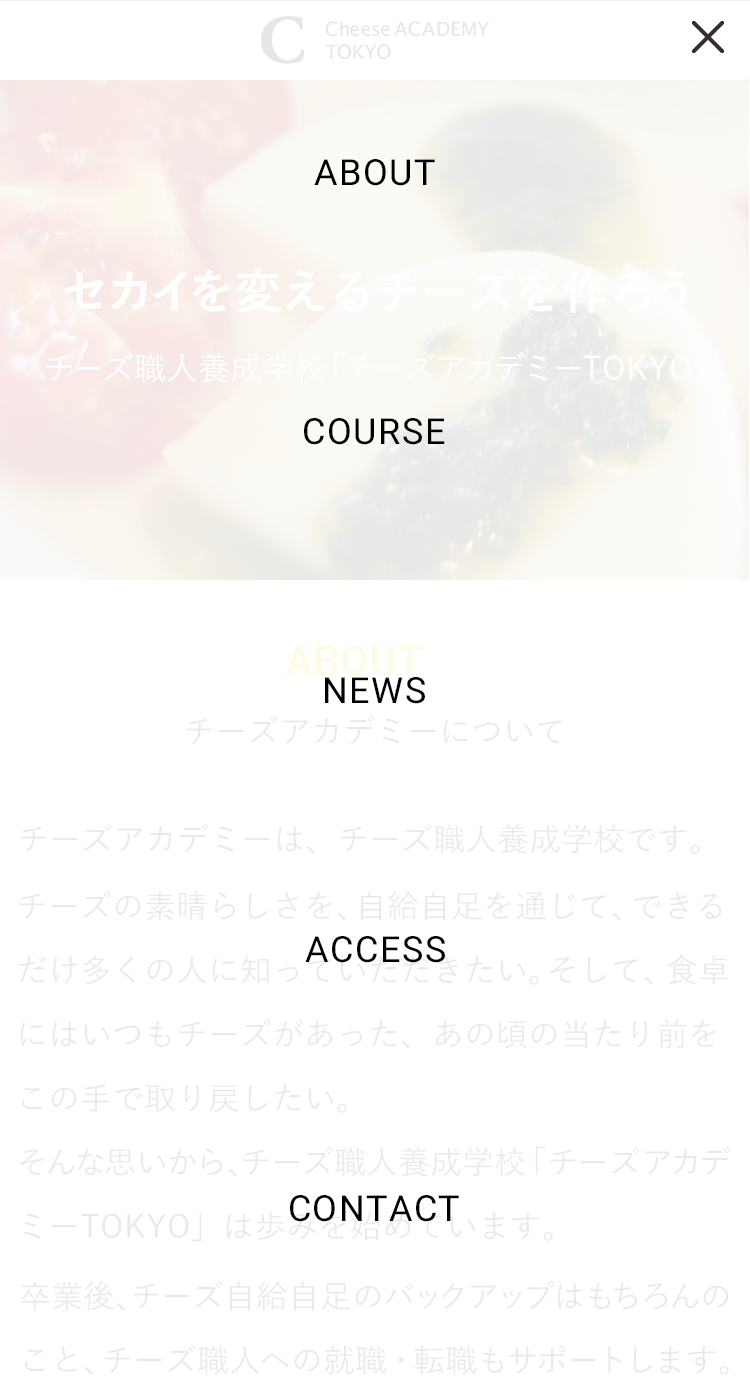 Cheese ACADEMY
TOKYO
ABOUT
セカイを変えるチーズを作ろう
チーズ職人養成学校「チーズアカデミーTOKYO」
COURSE
ABOUT
NEWS
チーズアカデミーについて
チーズアカデミーは、チーズ職人養成学校です。
チーズの素晴らしさを、自給自足を通じて、できる
ACCESS
だけ多くの人に知っていただきたい。そして、食卓
にはいつもチーズがあった、あの頃の当たり前を
この手で取り戻したい。
そんな思いから、チーズ職人養成学校「チーズアカデ
CONTACT
ミーTOKYO」は歩みを始めています。
卒業後、チーズ自給自足のバックアップはもちろんの
こと、チーズ職人への就職・転職もサポートします。